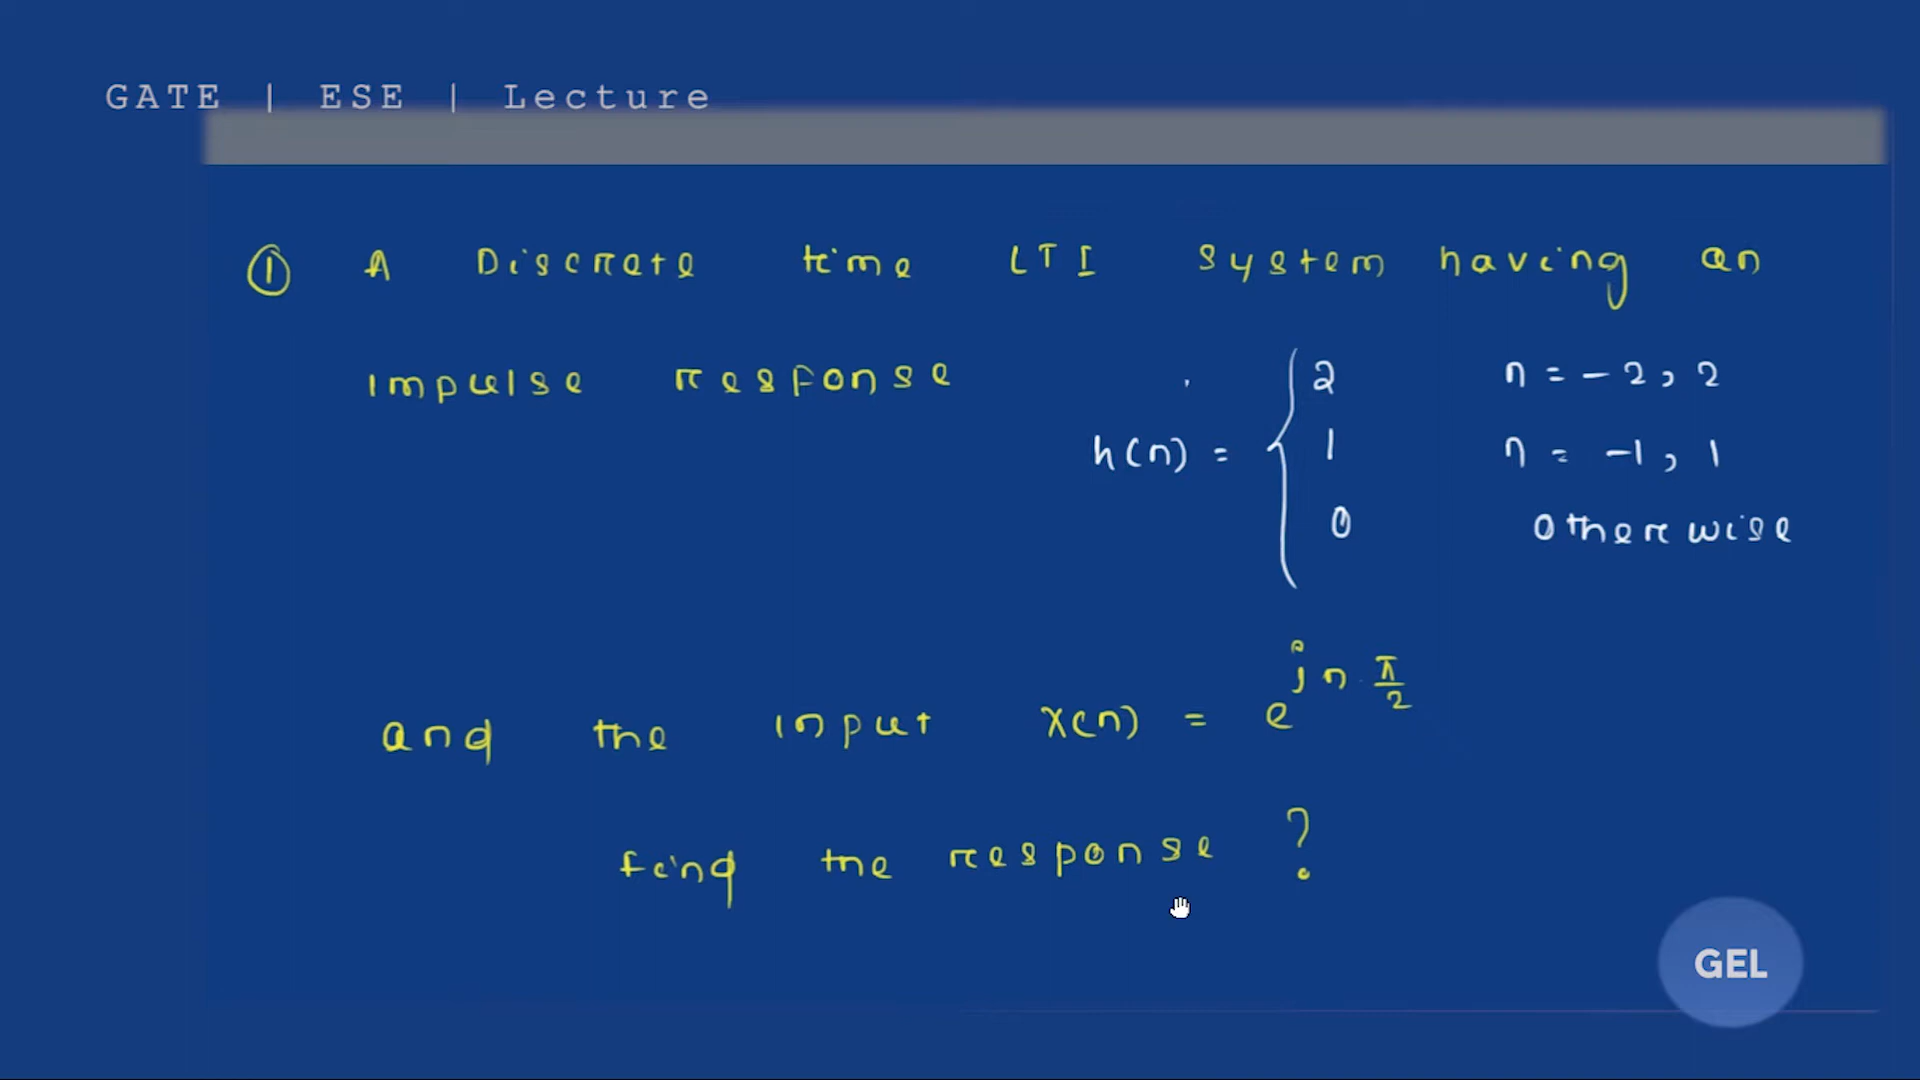 GATE | ESE | Lecture
① A Discrete time LTI system having an
impulse response
h(n) = { 2 n = -2, 2
1 n = -1, 1
0 otherwise
and the input x(n) = e^{jn·π/2}
find the response ?
GEL